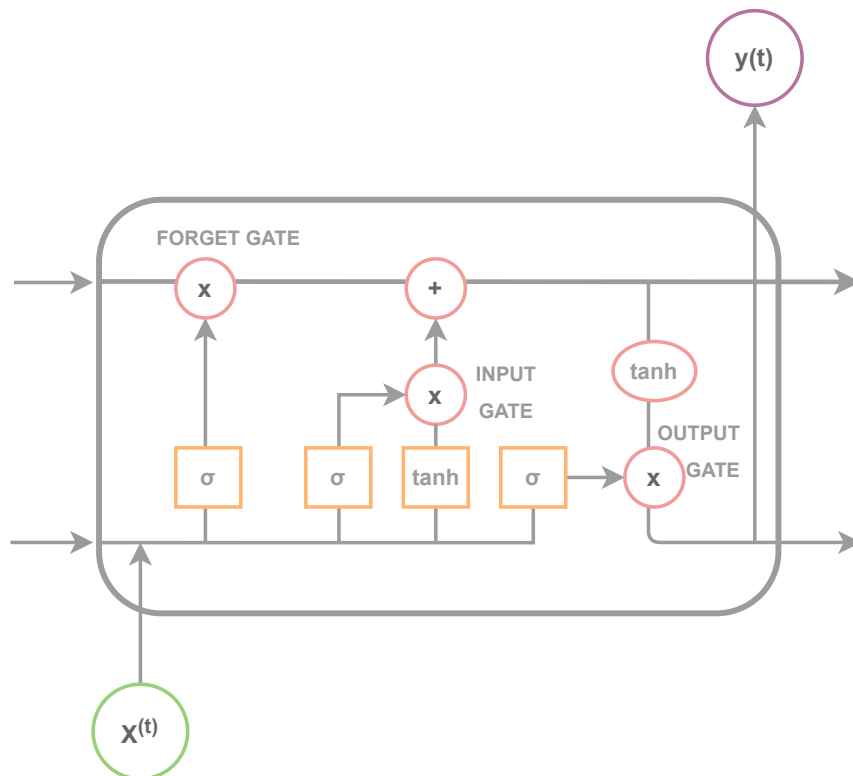 y(t)
FORGET GATE
x
+
tanh
INPUT
GATE
x
OUTPUT
GATE
x
σ
σ
tanh
σ
X(t)